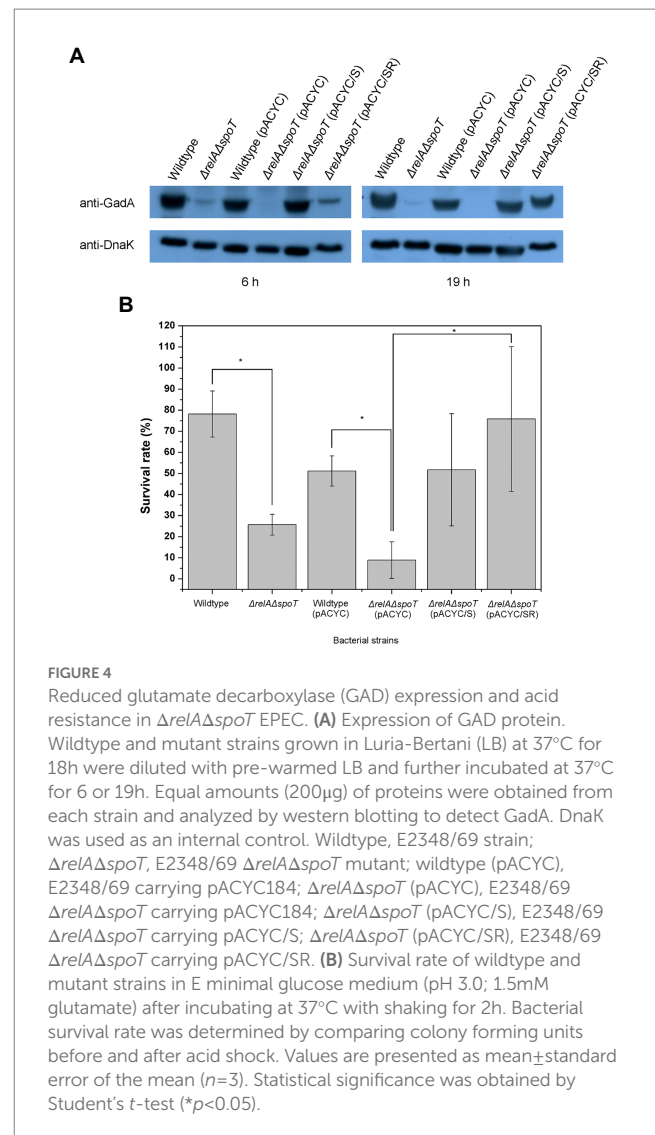 A
Wildtype
ΔrelAΔspoT
Wildtype (pACYC)
ΔrelAΔspoT (pACYC)
ΔrelAΔspoT (pACYC/S)
ΔrelAΔspoT (pACYC/SR)
Wildtype
ΔrelAΔspoT
Wildtype (pACYC)
ΔrelAΔspoT (pACYC)
ΔrelAΔspoT (pACYC/S)
ΔrelAΔspoT (pACYC/SR)
anti-GadA
anti-DnaK
6 h
19 h
B
Survival rate (%)
120
110
100
90
80
70
60
50
40
30
20
10
0
*
*
*
Wildtype
ΔrelAΔspoT
Wildtype
(pACYC)
ΔrelAΔspoT
(pACYC)
ΔrelAΔspoT
(pACYC/S)
ΔrelAΔspoT
(pACYC/SR)
Bacterial strains
FIGURE 4
Reduced glutamate decarboxylase (GAD) expression and acid
resistance in ΔrelAΔspoT EPEC. (A) Expression of GAD protein.
Wildtype and mutant strains grown in Luria-Bertani (LB) at 37°C for
18h were diluted with pre-warmed LB and further incubated at 37°C
for 6 or 19h. Equal amounts (200μg) of proteins were obtained from
each strain and analyzed by western blotting to detect GadA. DnaK
was used as an internal control. Wildtype, E2348/69 strain;
ΔrelAΔspoT, E2348/69 ΔrelAΔspoT mutant; wildtype (pACYC),
E2348/69 carrying pACYC184; ΔrelAΔspoT (pACYC), E2348/69
ΔrelAΔspoT carrying pACYC184; ΔrelAΔspoT (pACYC/S), E2348/69
ΔrelAΔspoT carrying pACYC/S; ΔrelAΔspoT (pACYC/SR), E2348/69
ΔrelAΔspoT carrying pACYC/SR. (B) Survival rate of wildtype and
mutant strains in E minimal glucose medium (pH 3.0; 1.5mM
glutamate) after incubating at 37°C with shaking for 2h. Bacterial
survival rate was determined by comparing colony forming units
before and after acid shock. Values are presented as mean±standard
error of the mean (n=3). Statistical significance was obtained by
Student's t-test (*p<0.05).